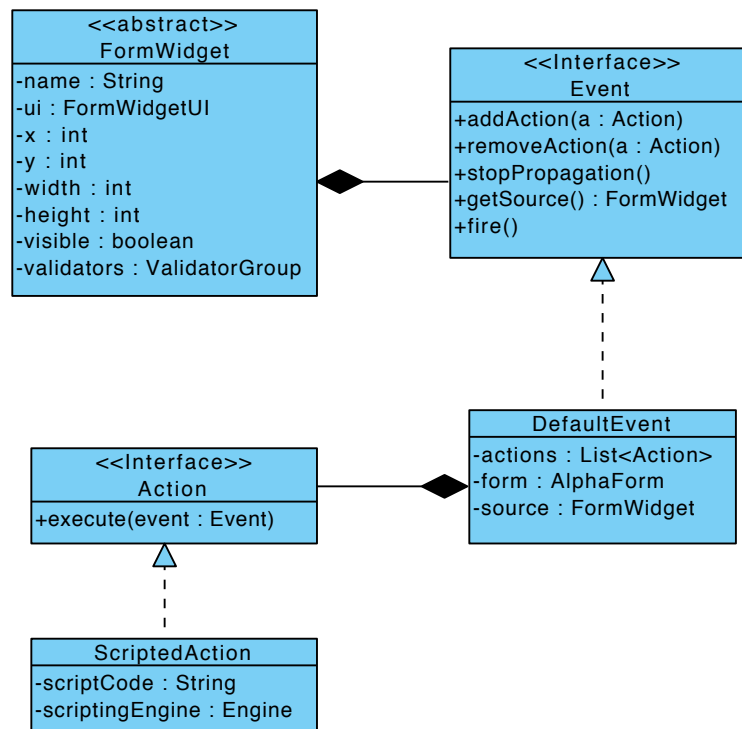 <<abstract>>
FormWidget
-name : String
-ui : FormWidgetUI
-x : int
-y : int
-width : int
-height : int
-visible : boolean
-validators : ValidatorGroup
<<Interface>>
Event
+addAction(a : Action)
+removeAction(a : Action)
+stopPropagation()
+getSource() : FormWidget
+fire()
DefaultEvent
-actions : List<Action>
-form : AlphaForm
-source : FormWidget
<<Interface>>
Action
+execute(event : Event)
ScriptedAction
-scriptCode : String
-scriptingEngine : Engine